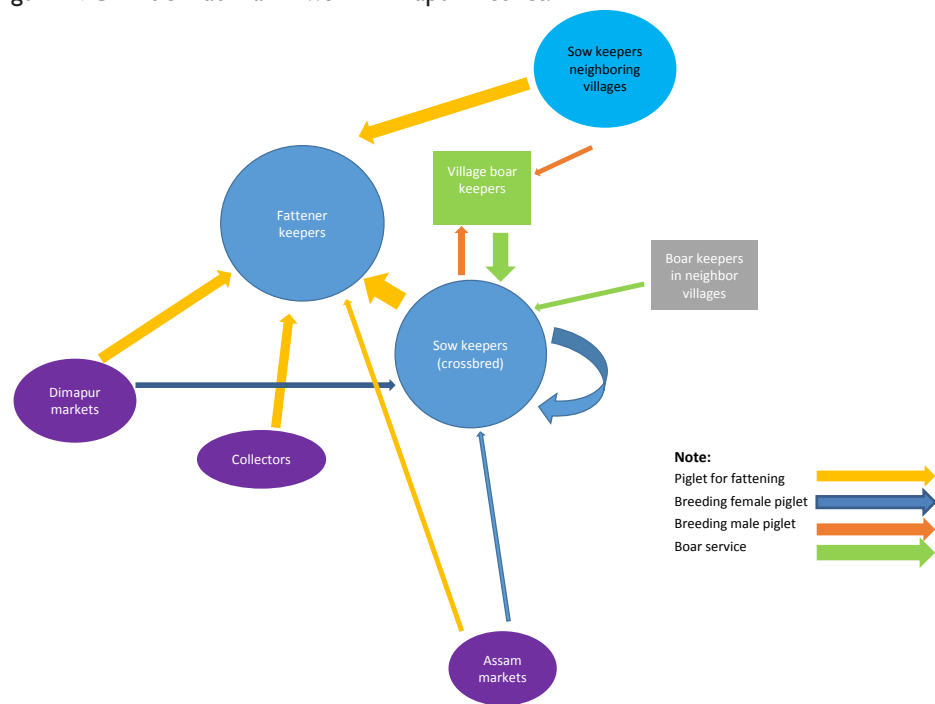 Sow keepers
neighboring
villages
Village boar
keepers
Fattener
keepers
Boar keepers
in neighbor
villages
Sow keepers
(crossbred)
Dimapur
markets
Collectors
Note:
Piglet for fattening
Breeding female piglet
Breeding male piglet
Boar service
Assam
markets